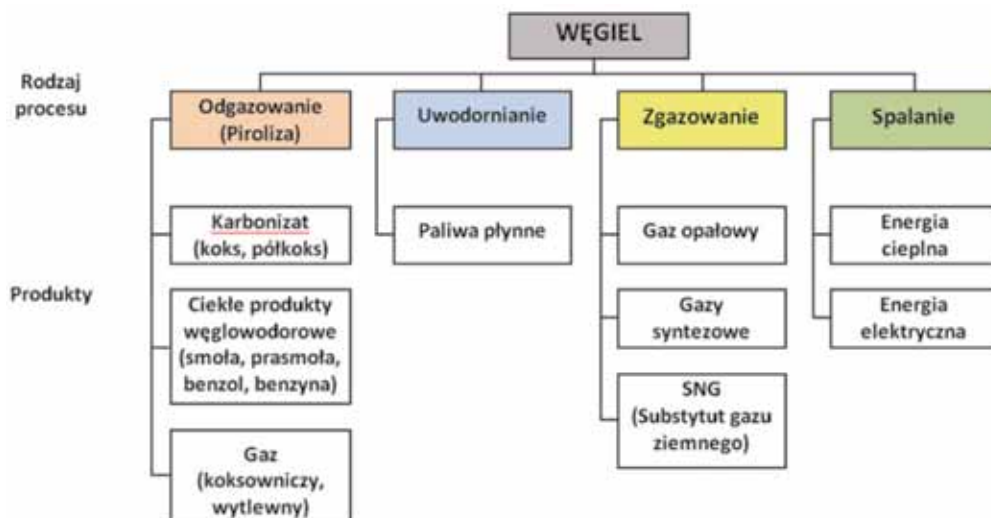 WĘGIEL
Rodzaj
procesu
Odgazowanie
(Piroliza)
Uwodornianie
Zgazowanie
Spalanie
Produkty
Karbonizat
(koks, półkoks)
Ciekłe produkty
węglowodorowe
(smoła, prasmoła,
benzol, benzyna)
Gaz
(koksowniczy,
wytlewny)
Paliwa płynne
Gaz opałowy
Gazy
syntezowe
SNG
(Substytut gazu
ziemnego)
Energia
cieplna
Energia
elektryczna